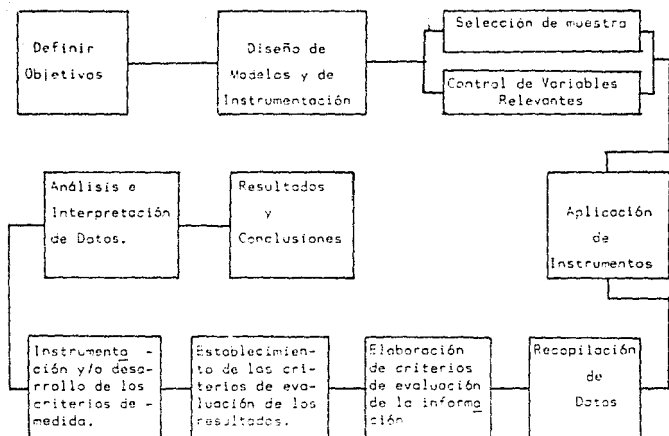 Definir
Objetivos
Diseño de
Modelos y de
Instrumentación
Selección de muestra
Control de Variables
Relevantes
Análisis e
Interpretación
de Datos.
Resultados
y
Conclusiones
Aplicación
de
Instrumentos
Instrumenta -
ción y/o desa-
rrollo de los
criterios de -
medida.
Establecimien-
to de los cri-
terios de eva-
luación de los
resultados.
Elaboración
de criterios
de evaluación
de la informa
ción
Recopilación
de
Datos